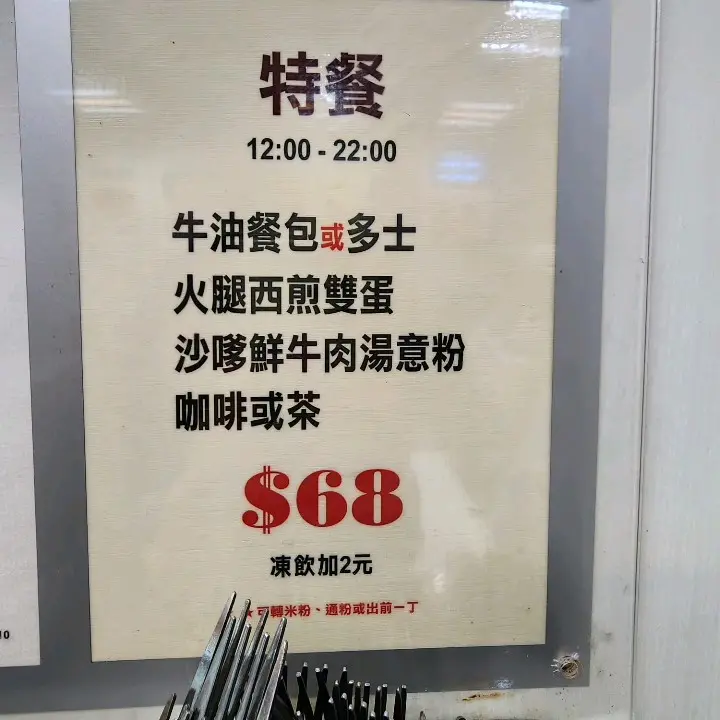 特餐
12:00 - 22:00
牛油餐包或多士
火腿西煎雙蛋
沙嗲鮮牛肉湯意粉
咖啡或茶
$68
凍飲加2元
★可轉米粉、通粉或出前一丁
10